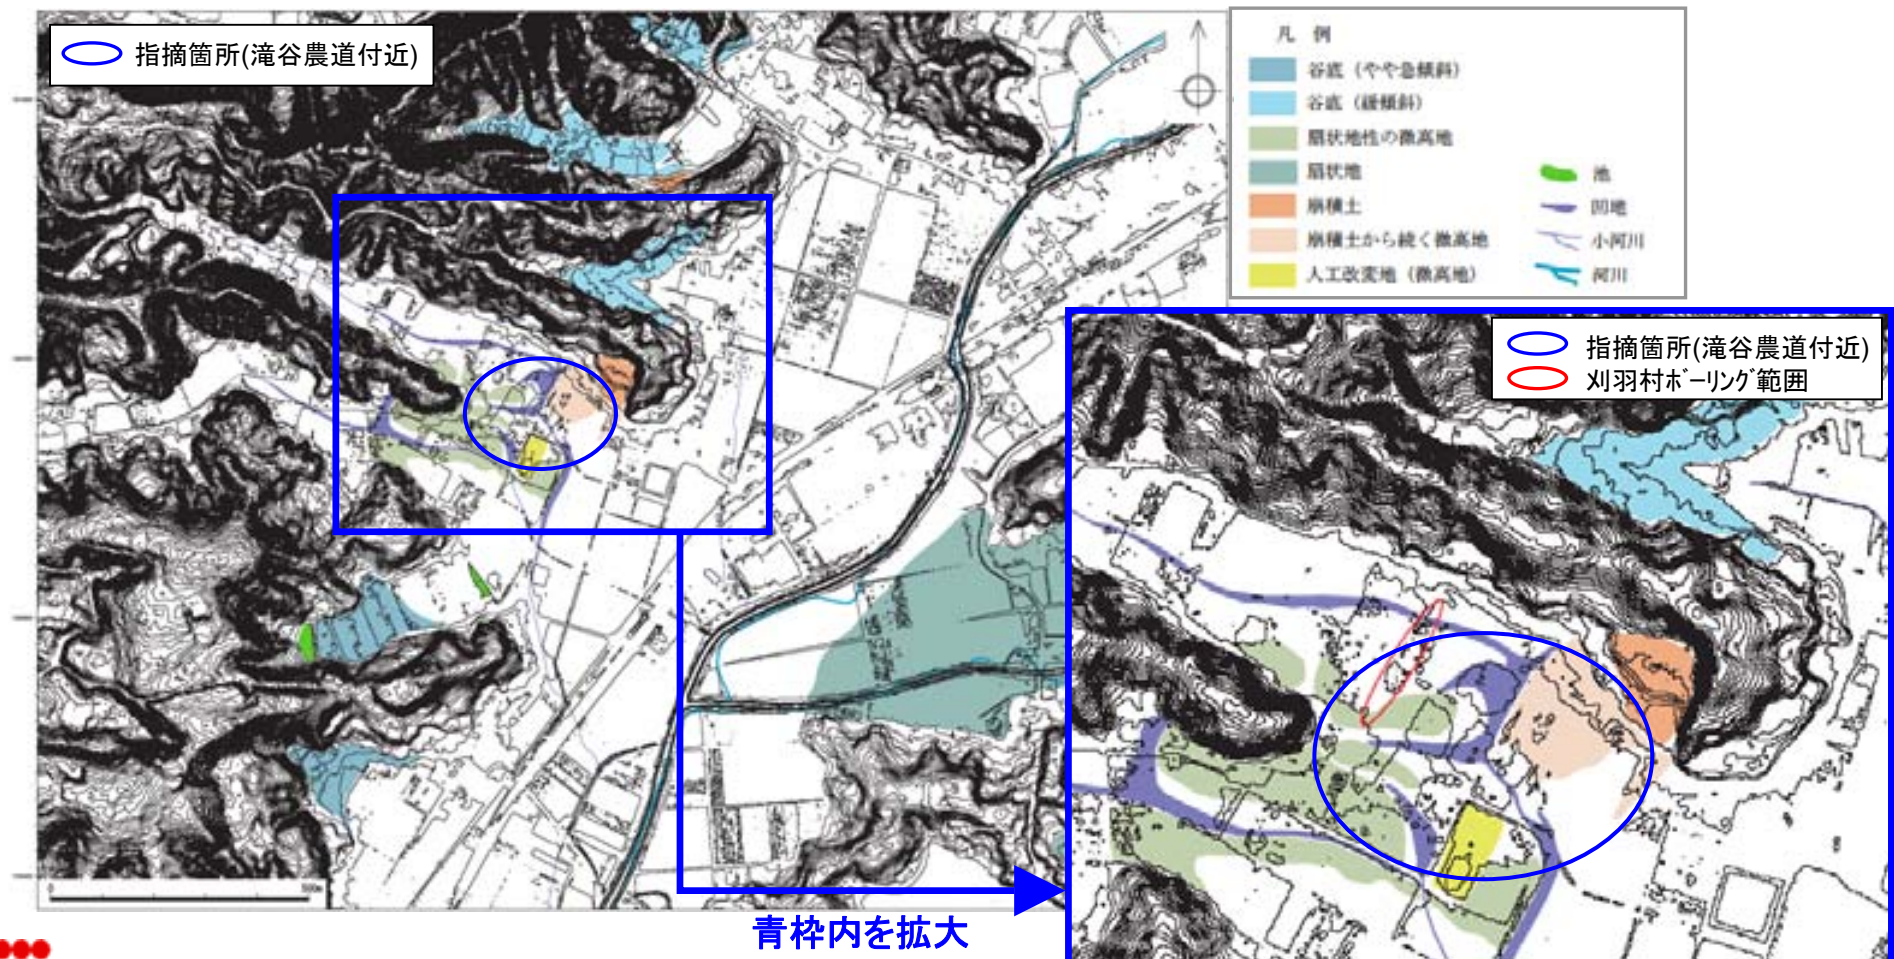 指摘箇所(滝谷農道付近)
凡 例
谷底（やや急傾斜）
谷底（緩傾斜）
扇状地性の微高地
扇状地
崩積土
崩積土から続く微高地
人工改変地（微高地）
池
凹地
小河川
河川
指摘箇所(滝谷農道付近)
刈羽村ﾎﾞｰﾘﾝｸﾞ範囲
0
500m
青枠内を拡大